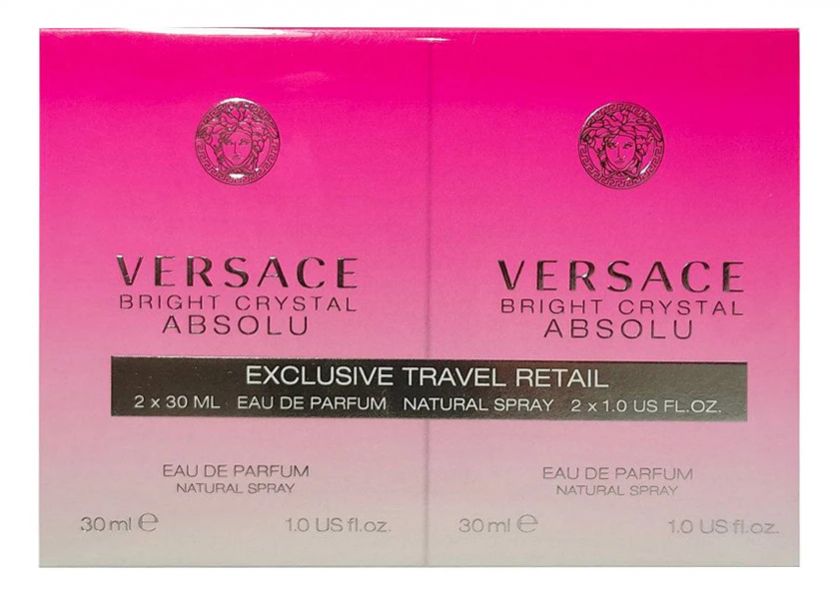 VERSACE
BRIGHT CRYSTAL
ABSOLU
VERSACE
BRIGHT CRYSTAL
ABSOLU
EXCLUSIVE TRAVEL RETAIL
2 x 30 ML EAU DE PARFUM NATURAL SPRAY 2 x 1.0 US FL.OZ.
EAU DE PARFUM
NATURAL SPRAY
30 ml ℮ 1.0 US fl.oz.
EAU DE PARFUM
NATURAL SPRAY
30 ml ℮ 1.0 US fl.oz.